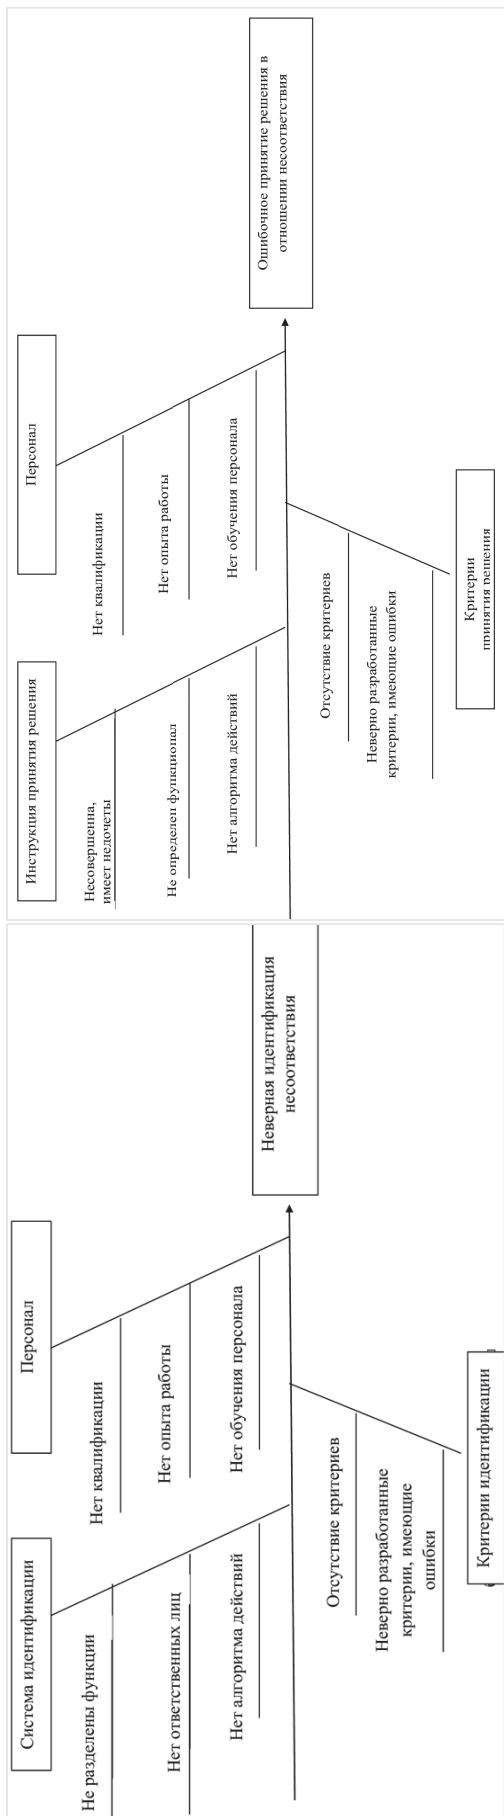 Инструкция принятия решения
Персонал
Несовершенна,
имеет недочеты
Нет квалификации
Не определен функционал
Нет опыта работы
Нет алгоритма действий
Нет обучения персонала
Ошибочное принятие решения в
отношении несоответствия
Отсутствие критериев
Неверно разработанные
критерии, имеющие ошибки
Критерии
принятия решения
Система идентификации
Персонал
Не разделены функции
Нет квалификации
Нет ответственных лиц
Нет опыта работы
Нет алгоритма действий
Нет обучения персонала
Неверная идентификация
несоответствия
Отсутствие критериев
Неверно разработанные
критерии, имеющие
ошибки
Критерии идентификации